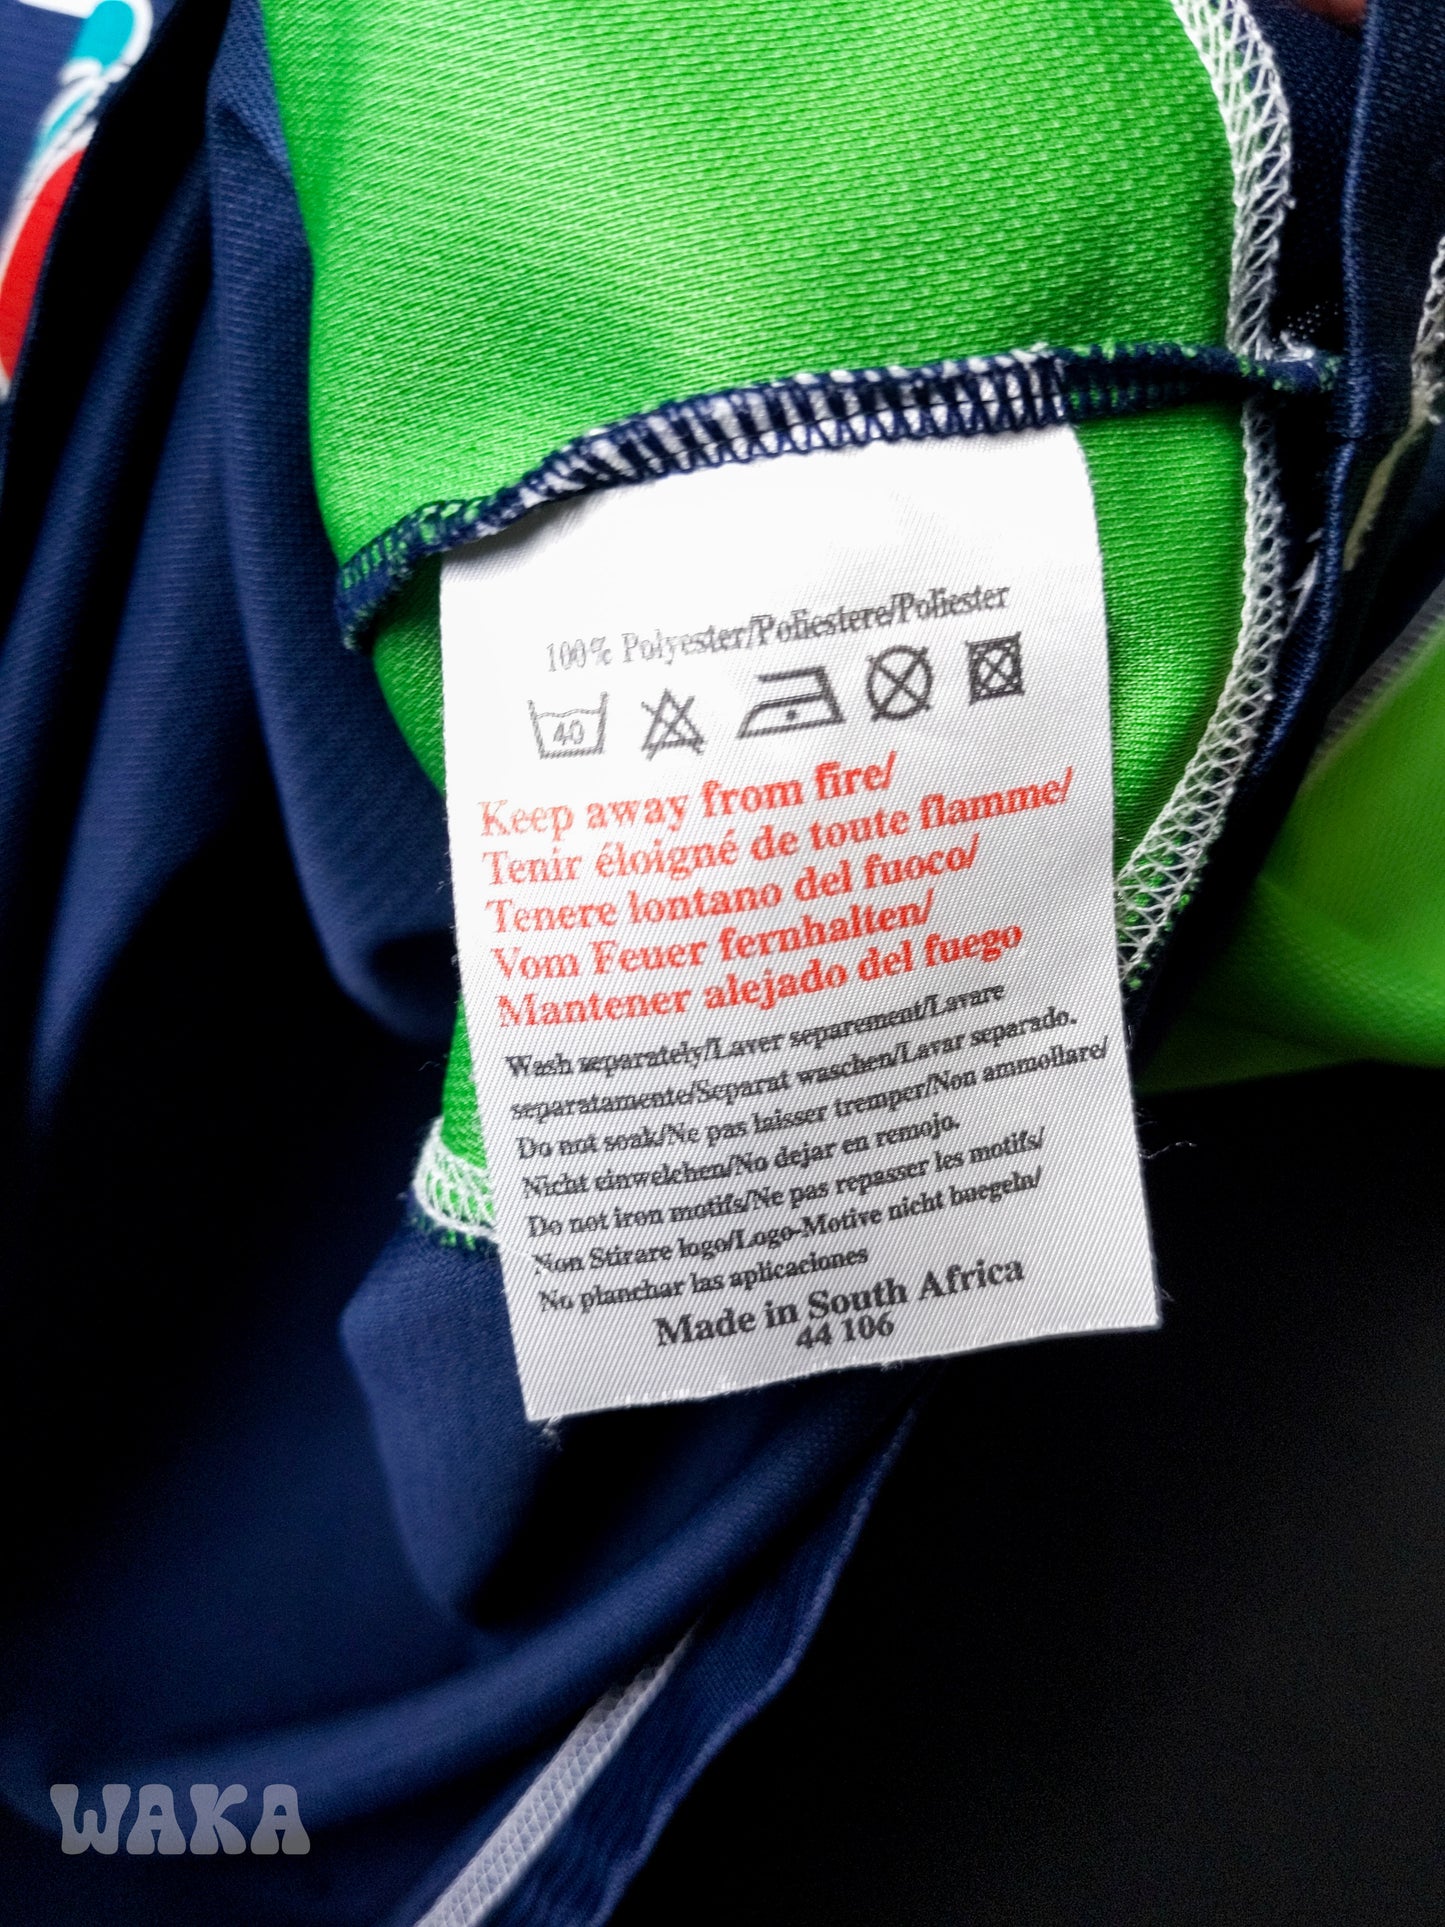 100% Polyester/Poliestere/Poliester
40
Keep away from fire/
Tenir éloigné de toute flamme/
Tenere lontano del fuoco/
Vom Feuer fernhalten/
Mantener alejado del fuego
Wash separately/Laver separement/Lavare
separatamente/Separat waschen/Lavar separado.
Do not soak/Ne pas laisser tremper/Non ammollare/
Nicht einwelchen/No dejar en remojo.
Do not iron motifs/Ne pas repasser les motifs/
Non Stirare logo/Logo-Motive nicht buegeln/
No planchar las aplicaciones
Made in South Africa
44 106
WAKA